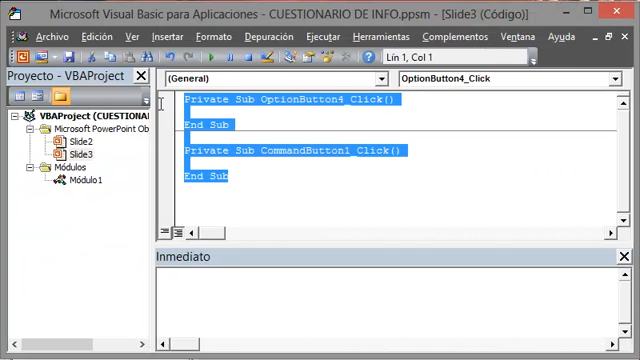 Microsoft Visual Basic para Aplicaciones - CUESTIONARIO DE INFO.ppsm - [Slide3 (Código)]
Archivo Edición Ver Insertar Formato Depuración Ejecutar Herramientas Complementos Ventana Ayuda
Lín 1, Col 1
Proyecto - VBAProject
(General)
OptionButton4_Click
VBAProject (CUESTIONAR
Microsoft PowerPoint Obj
Slide2
Slide3
Módulos
Módulo1
Private Sub OptionButton4_Click()
End Sub
Private Sub CommandButton1_Click()
End Sub
Inmediato